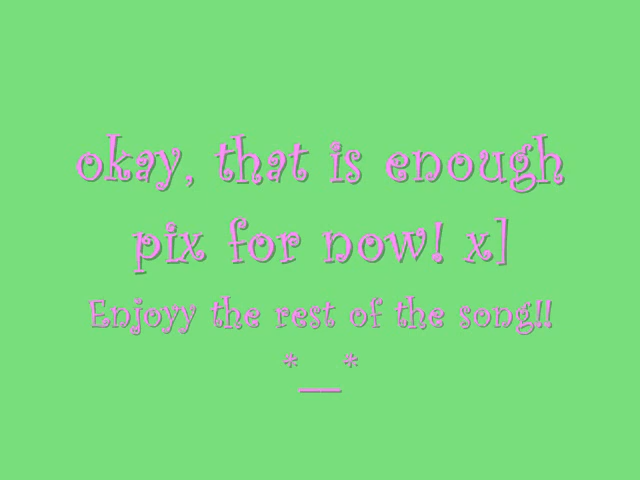 okay, that is enough
pix for now! x]
Enjoyy the rest of the song!!
*__*